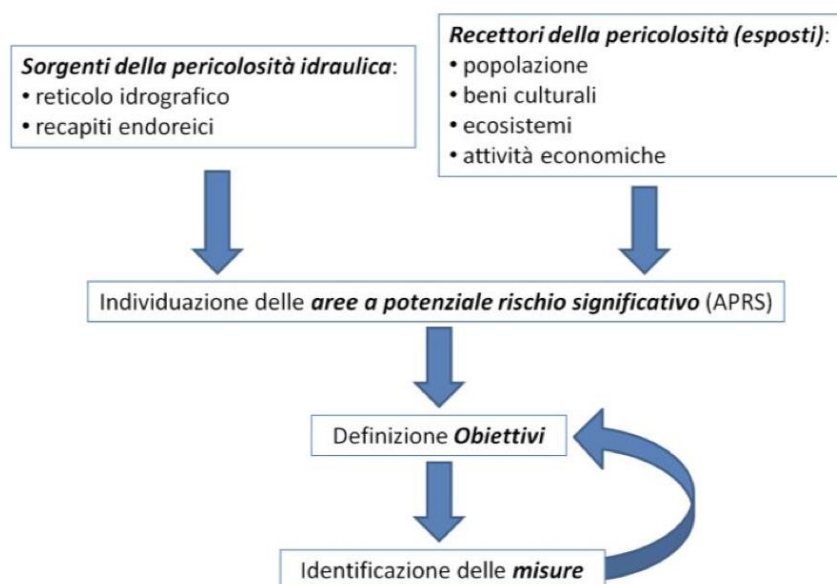 Sorgenti della pericolosità idraulica:
• reticolo idrografico
• recapiti endoreici
Recettori della pericolosità (esposti):
• popolazione
• beni culturali
• ecosistemi
• attività economiche
Individuazione delle aree a potenziale rischio significativo (APRS)
Definizione Obiettivi
Identificazione delle misure